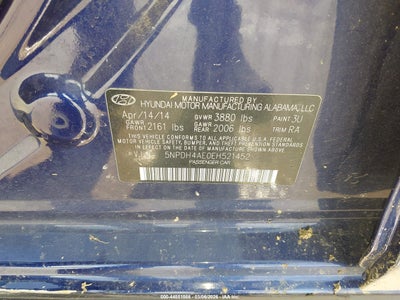 MANUFACTURED BY
HYUNDAI MOTOR MANUFACTURING ALABAMA, LLC
Apr/14/14 GVWR 3880 lbs PAINT 3U
GAWR FRONT 2161 lbs GAWR REAR 2006 lbs TRIM RA
THIS VEHICLE CONFORMS TO ALL APPLICABLE U.S.A. FEDERAL
MOTOR VEHICLE SAFETY, BUMPER, AND THEFT PREVENTION
STANDARDS IN EFFECT ON THE DATE OF MANUFACTURE SHOWN ABOVE.
5NPDH4AE0EH521452
PASSENGER CAR